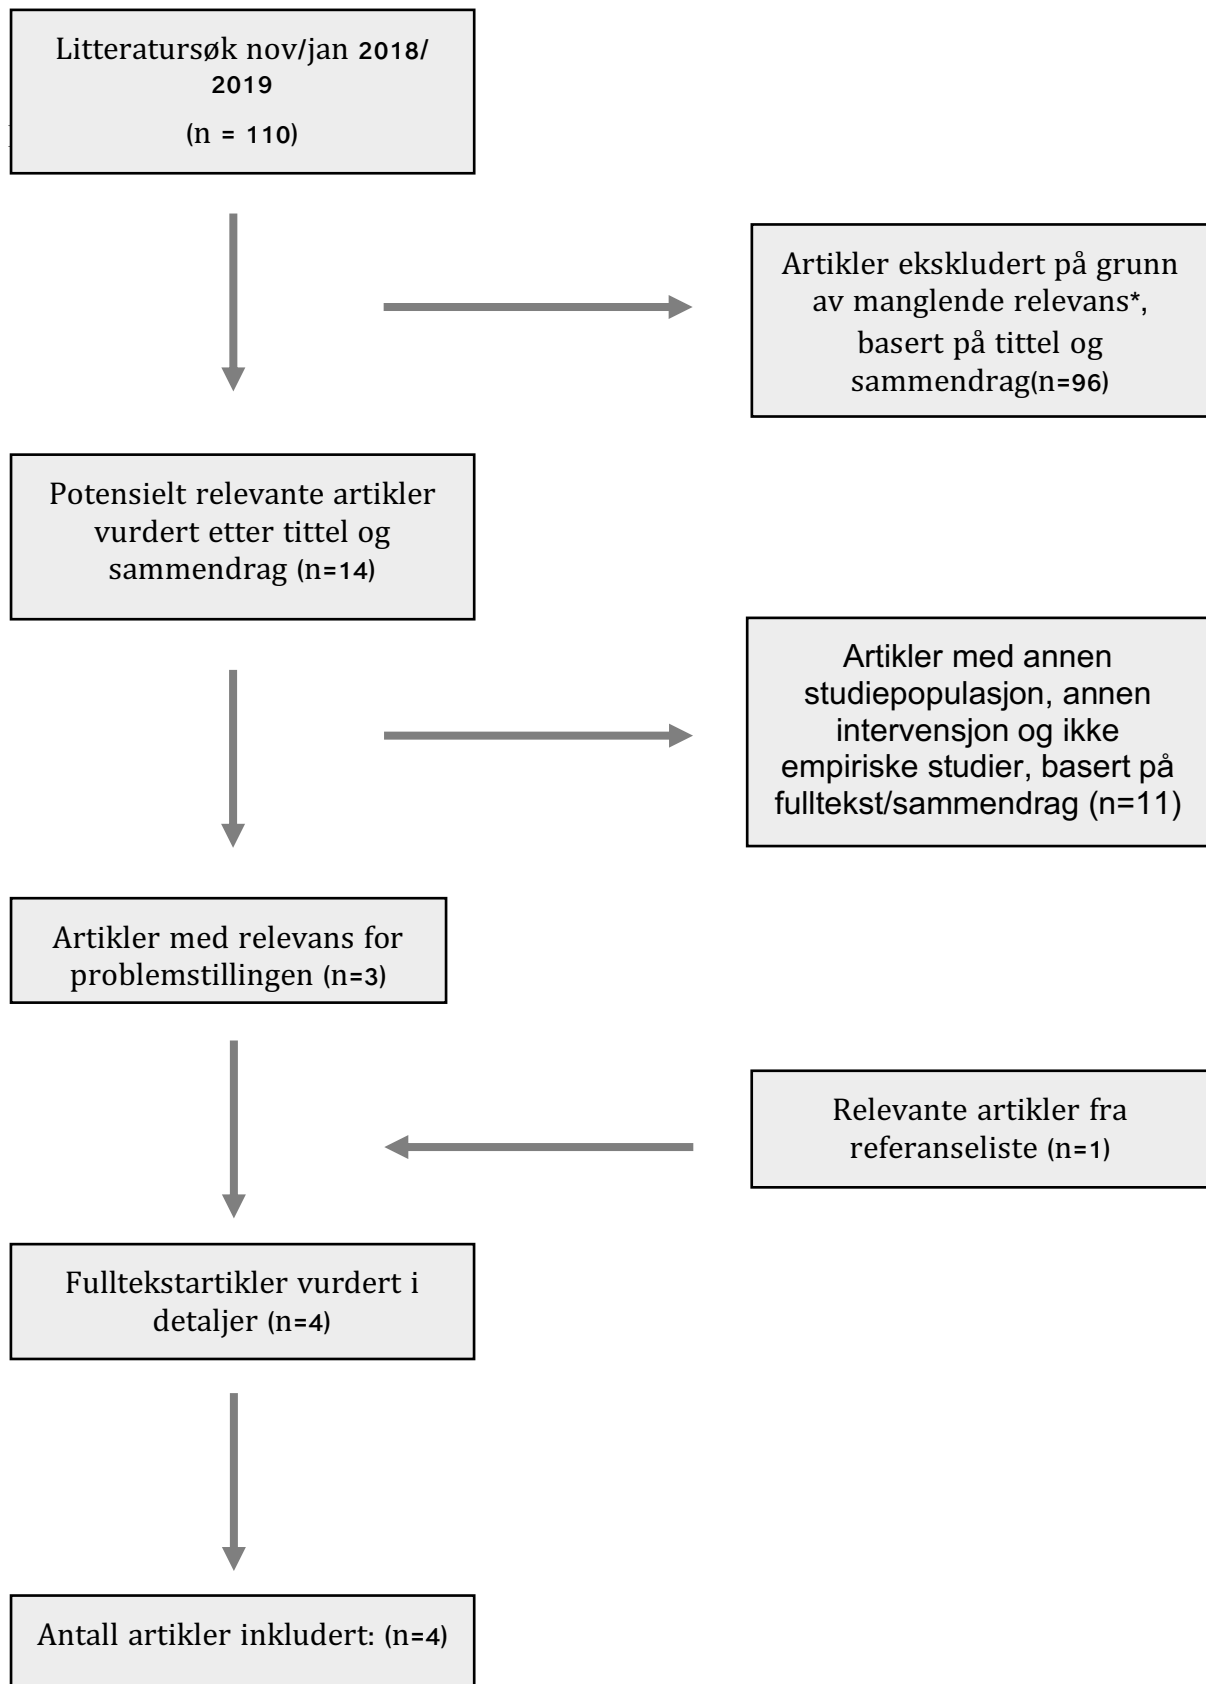 Litteratursøk nov/jan 2018/
2019
(n = 110)
Artikler ekskludert på grunn
av manglende relevans*,
basert på tittel og
sammendrag(n=96)
Potensielt relevante artikler
vurdert etter tittel og
sammendrag (n=14)
Artikler med annen
studiepopulasjon, annen
intervensjon og ikke
empiriske studier, basert på
fulltekst/sammendrag (n=11)
Artikler med relevans for
problemstillingen (n=3)
Relevante artikler fra
referanseliste (n=1)
Fulltekstartikler vurdert i
detaljer (n=4)
Antall artikler inkludert: (n=4)